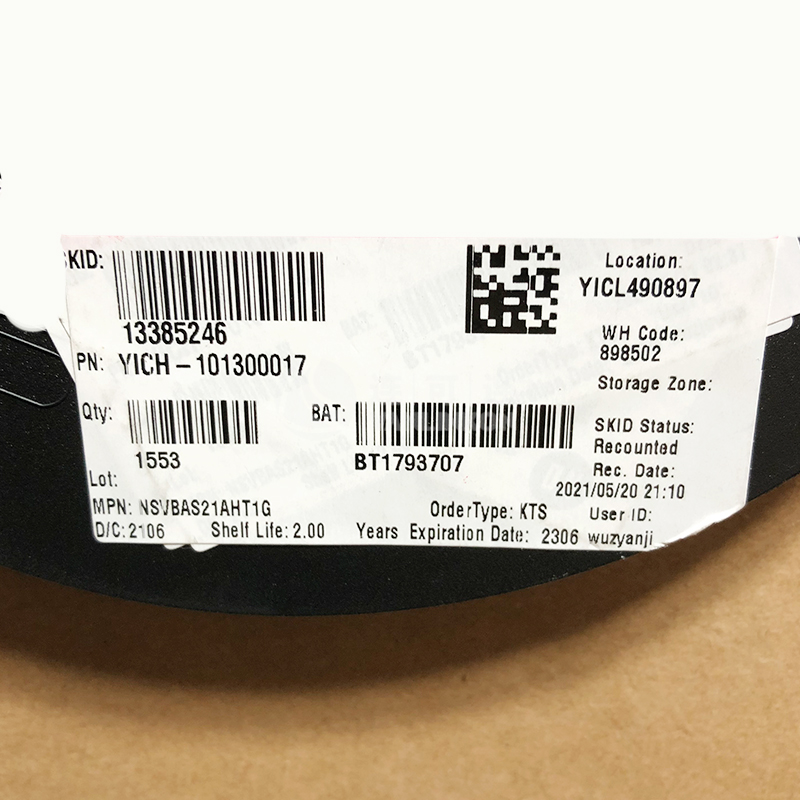 SKID:
13385246
PN: YICH-101300017
Qty:
1553
BAT:
BT1793707
Lot:
MPN: NSVBAS21AHT1G
OrderType: KTS
D/C: 2106 Shelf Life: 2.00 Years Expiration Date: 2306
Location:
YICL490897
WH Code:
898502
Storage Zone:
SKID Status:
Recounted
Rec. Date:
2021/05/20 21:10
User ID:
wuzyanji